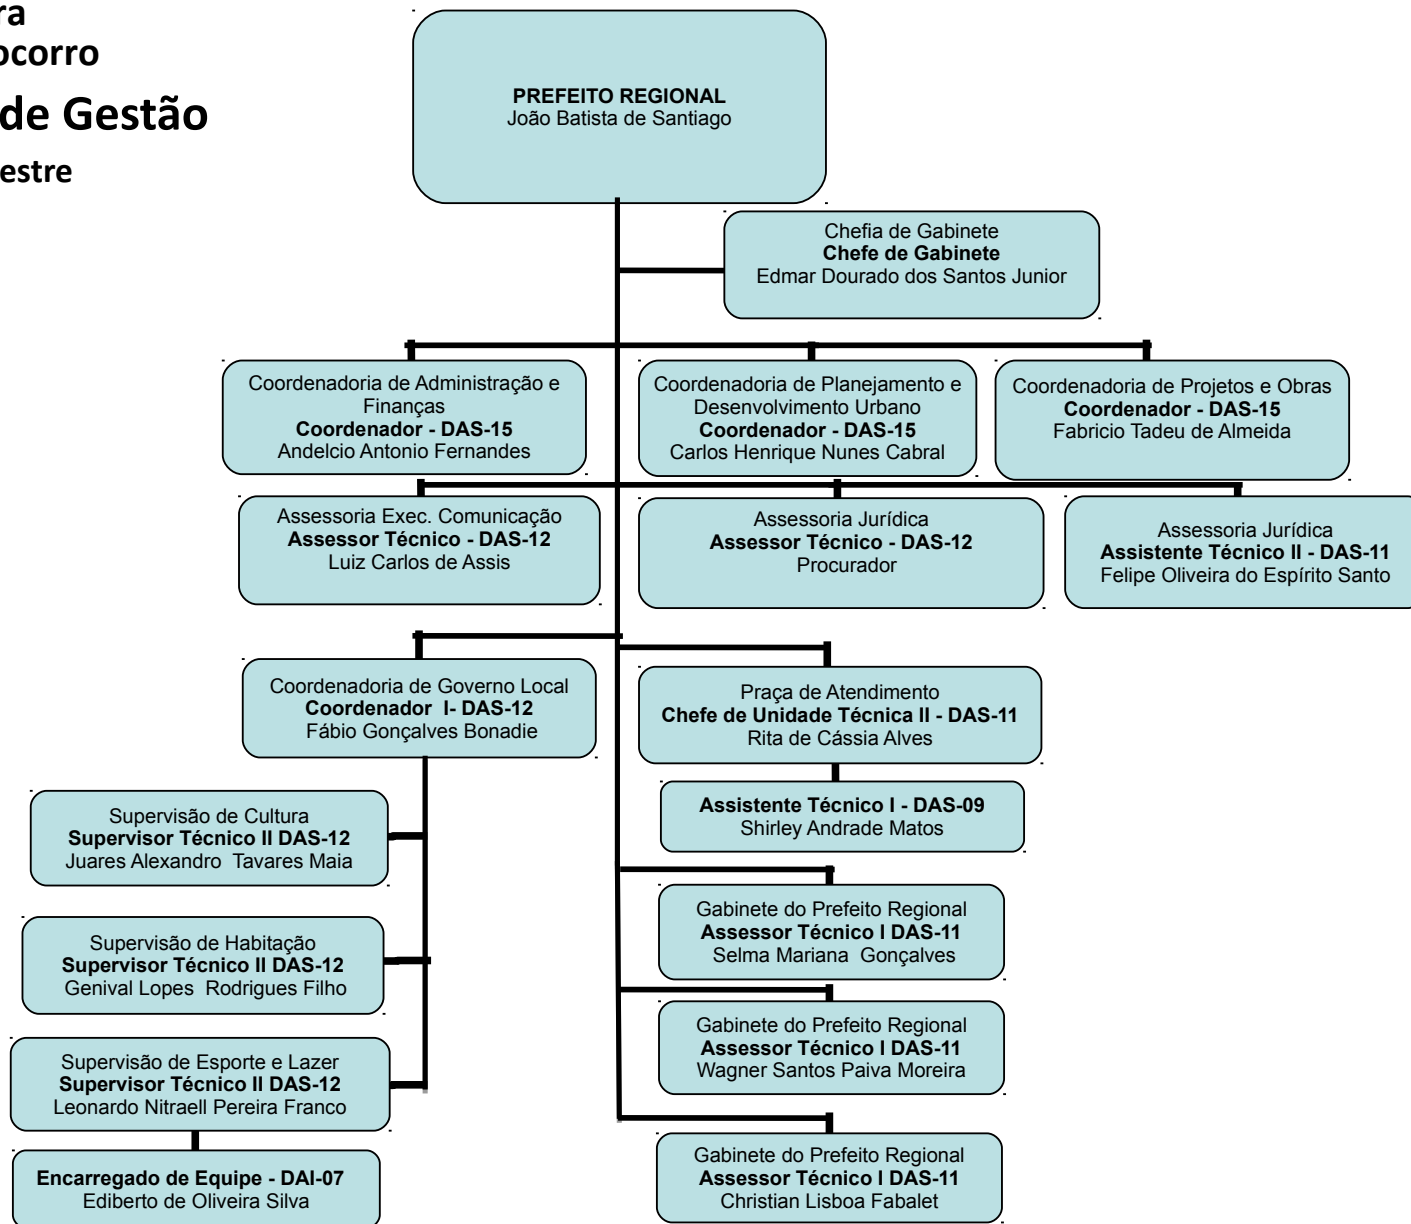 ra
ocorro
de Gestão
estre
PREFEITO REGIONAL
João Batista de Santiago
Chefia de Gabinete
Chefe de Gabinete
Edmar Dourado dos Santos Junior
Coordenadoria de Administração e
Finanças
Coordenador - DAS-15
Andelcio Antonio Fernandes
Coordenadoria de Planejamento e
Desenvolvimento Urbano
Coordenador - DAS-15
Carlos Henrique Nunes Cabral
Coordenadoria de Projetos e Obras
Coordenador - DAS-15
Fabricio Tadeu de Almeida
Assessoria Exec. Comunicação
Assessor Técnico - DAS-12
Luiz Carlos de Assis
Assessoria Jurídica
Assessor Técnico - DAS-12
Procurador
Assessoria Jurídica
Assistente Técnico II - DAS-11
Felipe Oliveira do Espírito Santo
Coordenadoria de Governo Local
Coordenador  I- DAS-12
Fábio Gonçalves Bonadie
Praça de Atendimento
Chefe de Unidade Técnica II - DAS-11
Rita de Cássia Alves
Assistente Técnico I - DAS-09
Shirley Andrade Matos
Supervisão de Cultura
Supervisor Técnico II DAS-12
Juares Alexandro  Tavares Maia
Supervisão de Habitação
Supervisor Técnico II DAS-12
Genival Lopes  Rodrigues Filho
Supervisão de Esporte e Lazer
Supervisor Técnico II DAS-12
Leonardo Nitraell Pereira Franco
Encarregado de Equipe - DAI-07
Ediberto de Oliveira Silva
Gabinete do Prefeito Regional
Assessor Técnico I DAS-11
Selma Mariana  Gonçalves
Gabinete do Prefeito Regional
Assessor Técnico I DAS-11
Wagner Santos Paiva Moreira
Gabinete do Prefeito Regional
Assessor Técnico I DAS-11
Christian Lisboa Fabalet